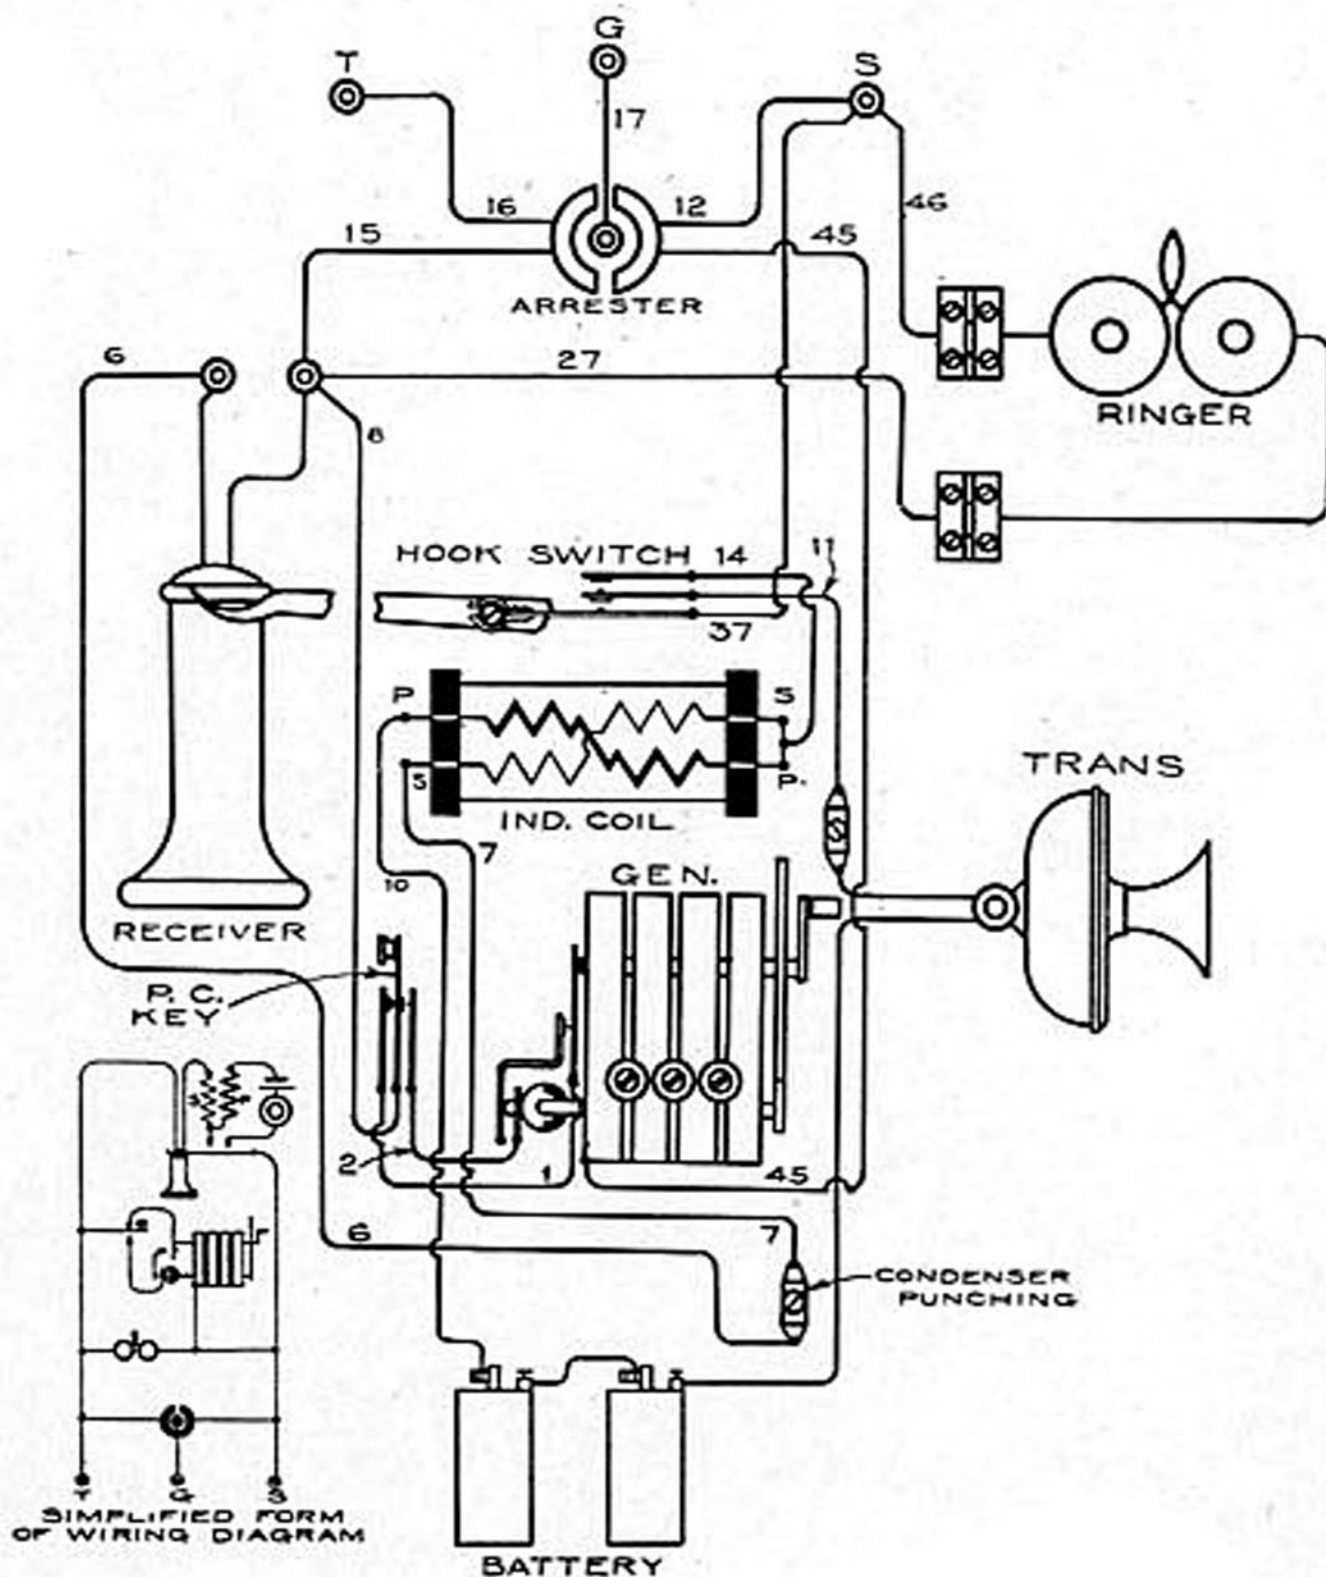 G
T
S
17
16
12
46
15
45
ARRESTER
6
27
RINGER
8
HOOK SWITCH 14
11
37
P
S
S
P.
TRANS
IND. COIL
7
10
GEN.
RECEIVER
P. C.
KEY
2
1
45
6
7
CONDENSER
PUNCHING
T
G
S
SIMPLIFIED FORM
OF WIRING DIAGRAM
BATTERY